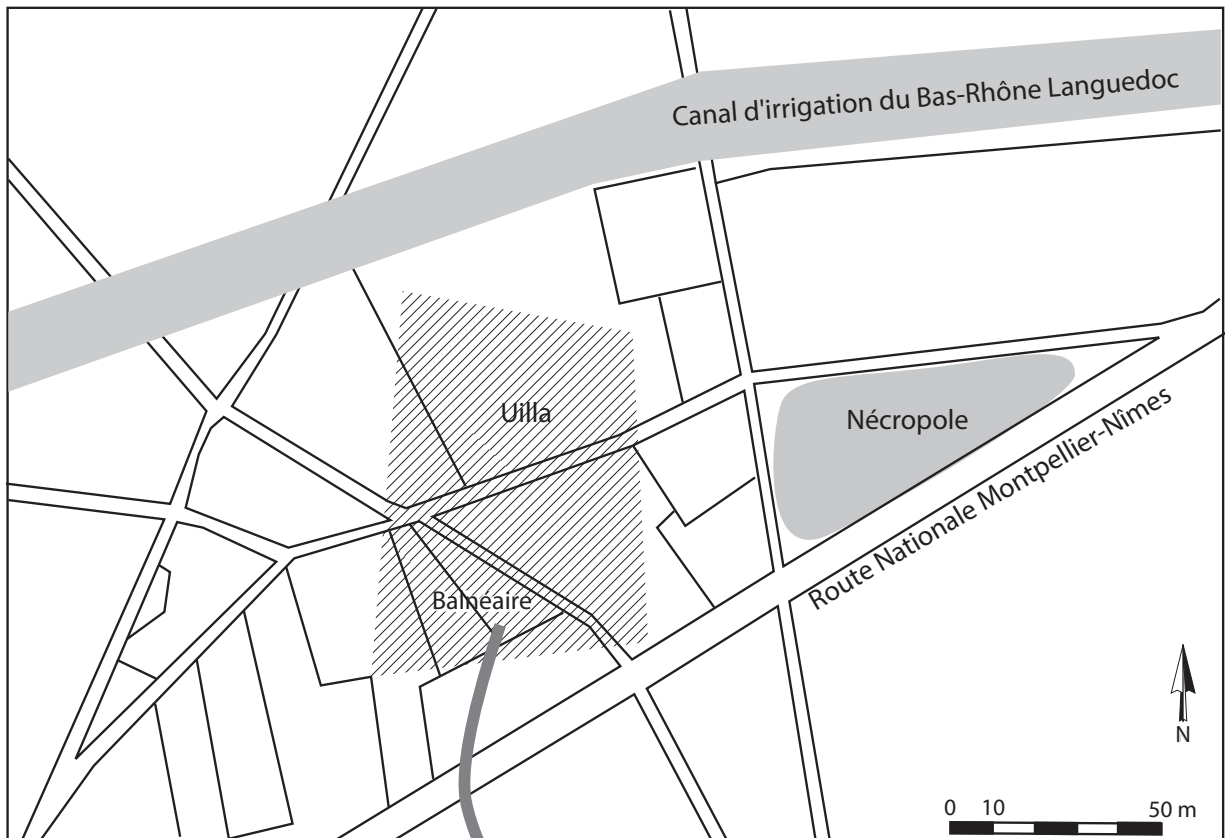 Canal d'irrigation du Bas-Rhône Languedoc
Uilla
Nécropole
Route Nationale Montpellier-Nîmes
Balnéaire
N
0 10 50 m